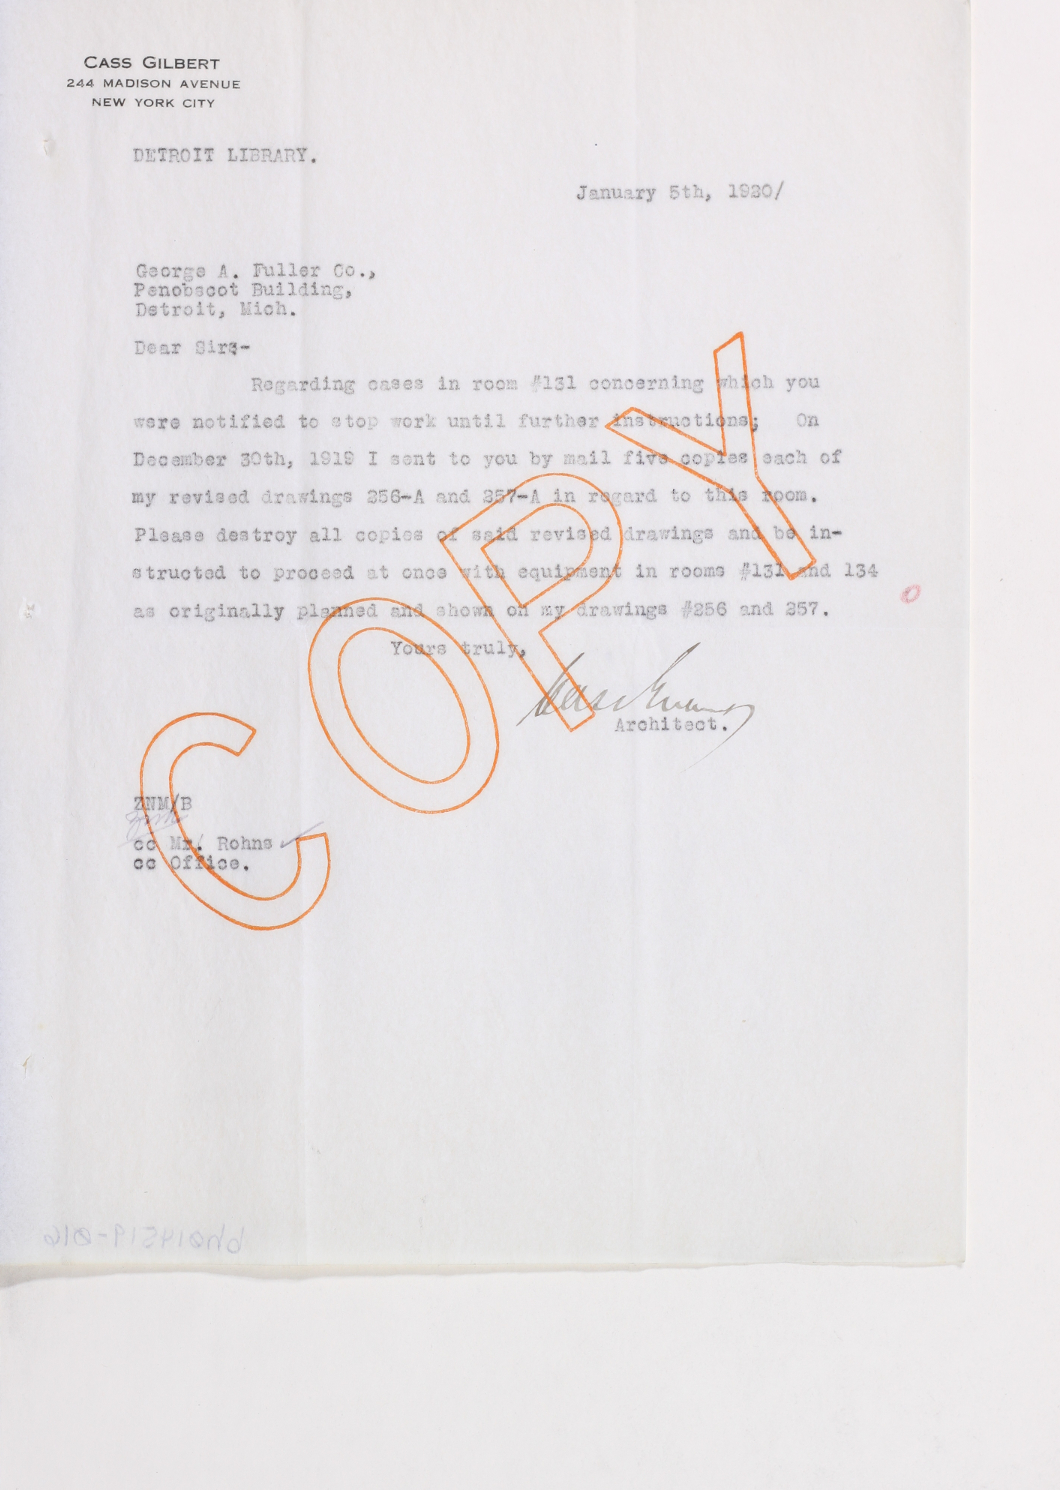 CASS GILBERT
244 MADISON AVENUE
NEW YORK CITY
DETROIT LIBRARY.
January 5th, 1920/
George A. Fuller Co.,
Penobscot Building,
Detroit, Mich.
Dear Sirs-
Regarding cases in room #131 concerning which you
were notified to stop work until further instructions; On
December 30th, 1919 I sent to you by mail five copies each of
my revised drawings 256-A and 257-A in regard to this room.
Please destroy all copies of said revised drawings and be in-
structed to proceed at once with equipment in rooms #131 and 134
as originally planned and shown on my drawings #256 and 257.
Yours truly,
Architect.
ZNM/B
cc Mr. Rohns
cc Office.
COPY